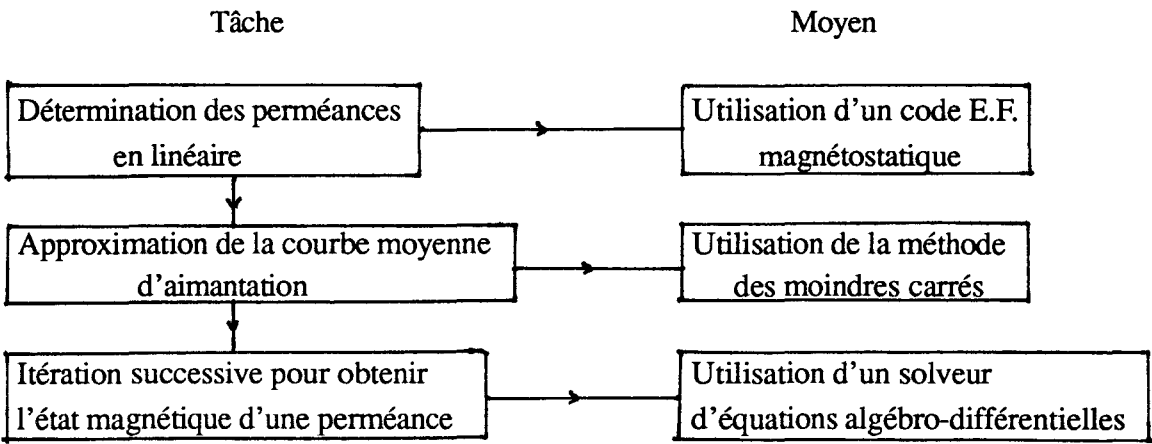 Tâche
Moyen
Détermination des perméances
en linéaire
Utilisation d'un code E.F.
magnétostatique
Approximation de la courbe moyenne
d'aimantation
Utilisation de la méthode
des moindres carrés
Itération successive pour obtenir
l'état magnétique d'une perméance
Utilisation d'un solveur
d'équations algébro-différentielles